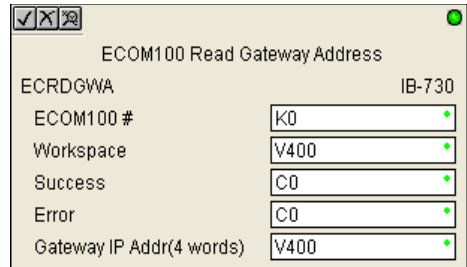 ECOM100 Read Gateway Address
ECRDGWA IB-730
ECOM100 # K0
Workspace V400
Success C0
Error C0
Gateway IP Addr(4 words) V400